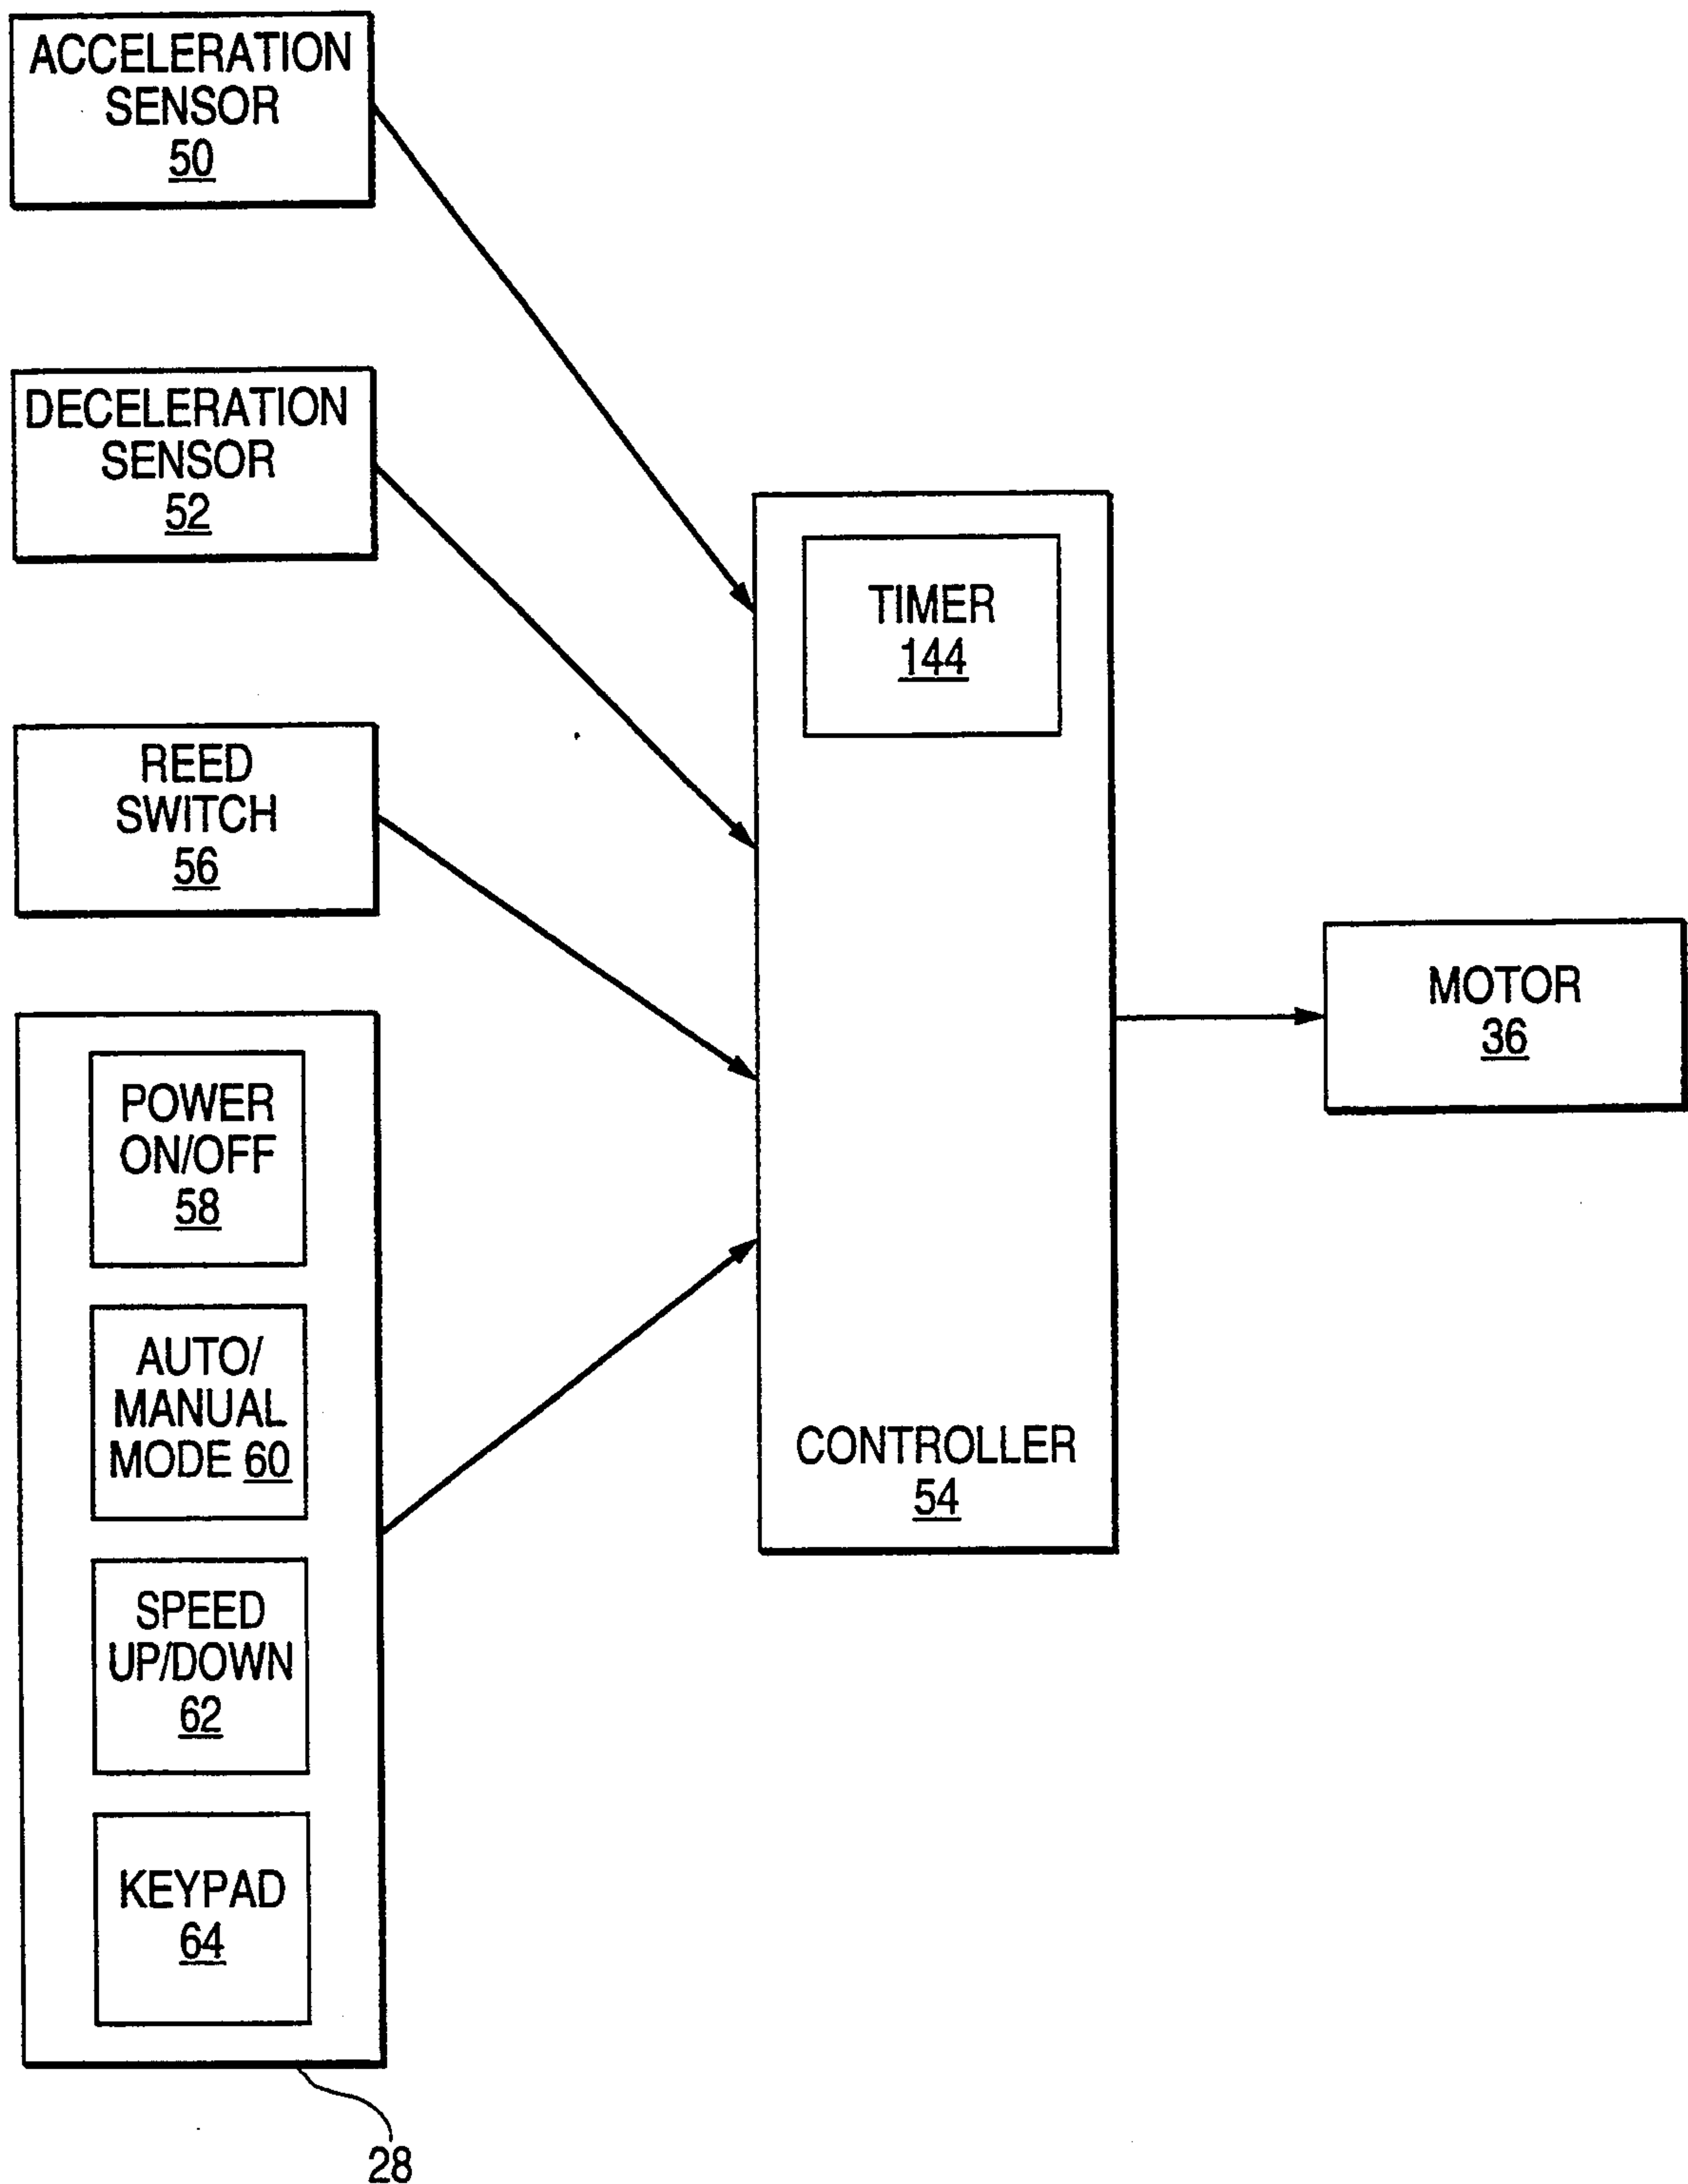 ACCELERATION
SENSOR
50
DECELERATION
SENSOR
52
REED
SWITCH
56
POWER
ON/OFF
58
AUTO/
MANUAL
MODE 60
SPEED
UP/DOWN
62
KEYPAD
64
28
TIMER
144
CONTROLLER
54
MOTOR
36